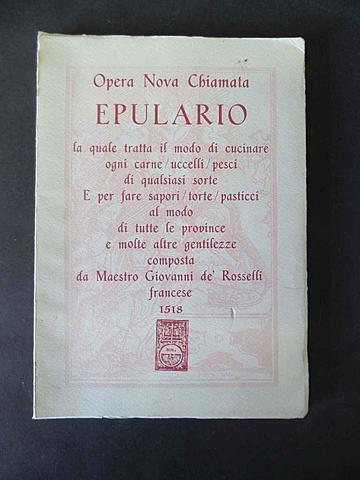 Opera Nova Chiamata
EPULARIO
la quale tratta il modo di cucinare
ogni carne / uccelli / pesci
di qualsiasi sorte
E per fare sapori / torte / pasticci
al modo
di tutte le province
e molte altre gentilezze
composta
da Maestro Giovanni de' Rosselli
francese
1518